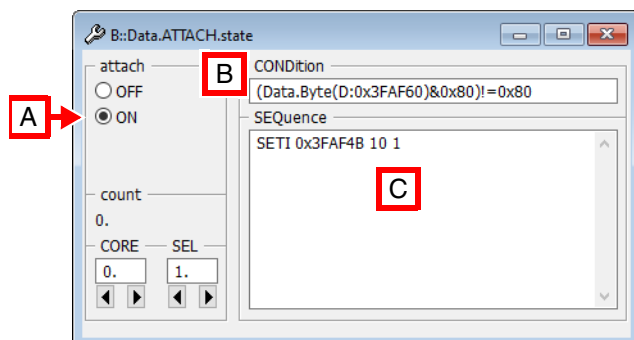 B::Data.ATTACH.state
attach
OFF
ON
A
B
CONDition
(Data.Byte(D:0x3FAF60)&0x80)!=0x80
SEQuence
SETI 0x3FAF4B 10 1
C
count
0.
CORE
SEL
0.
1.